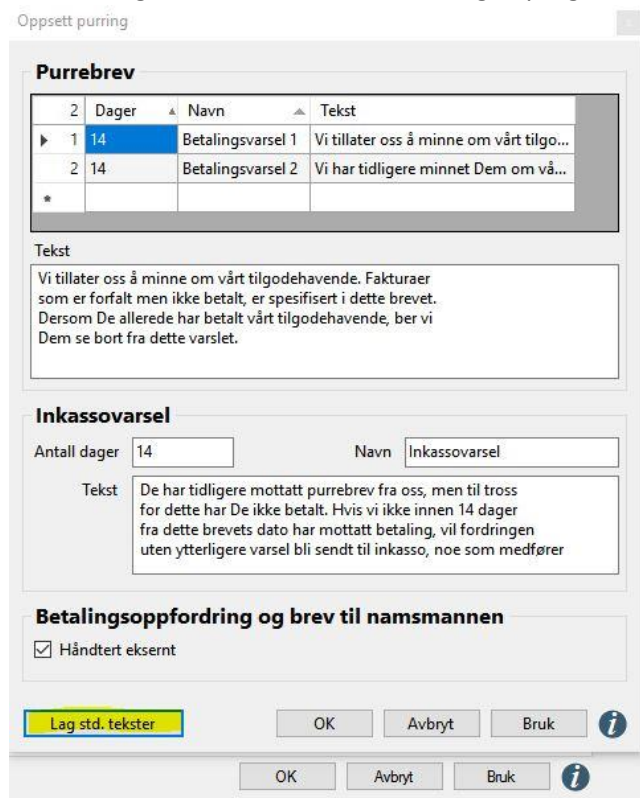 Oppsett purring
Purrebrev
2 Dager Navn Tekst
1 14 Betalingsvarsel 1 Vi tillater oss å minne om vårt tilgo...
2 14 Betalingsvarsel 2 Vi har tidligere minnet Dem om vå...
*
Tekst
Vi tillater oss å minne om vårt tilgodehavende. Fakturaer
som er forfalt men ikke betalt, er spesifisert i dette brevet.
Dersom De allerede har betalt vårt tilgodehavende, ber vi
Dem se bort fra dette varslet.
Inkassovarsel
Antall dager 14 Navn Inkassovarsel
Tekst De har tidligere mottatt purrebrev fra oss, men til tross
for dette har De ikke betalt. Hvis vi ikke innen 14 dager
fra dette brevets dato har mottatt betaling, vil fordringen
uten ytterligere varsel bli sendt til inkasso, noe som medfører
Betalingsoppfordring og brev til namsmannen
Håndtert eksernt
Lag std. tekster OK Avbryt Bruk i
OK Avbryt Bruk i